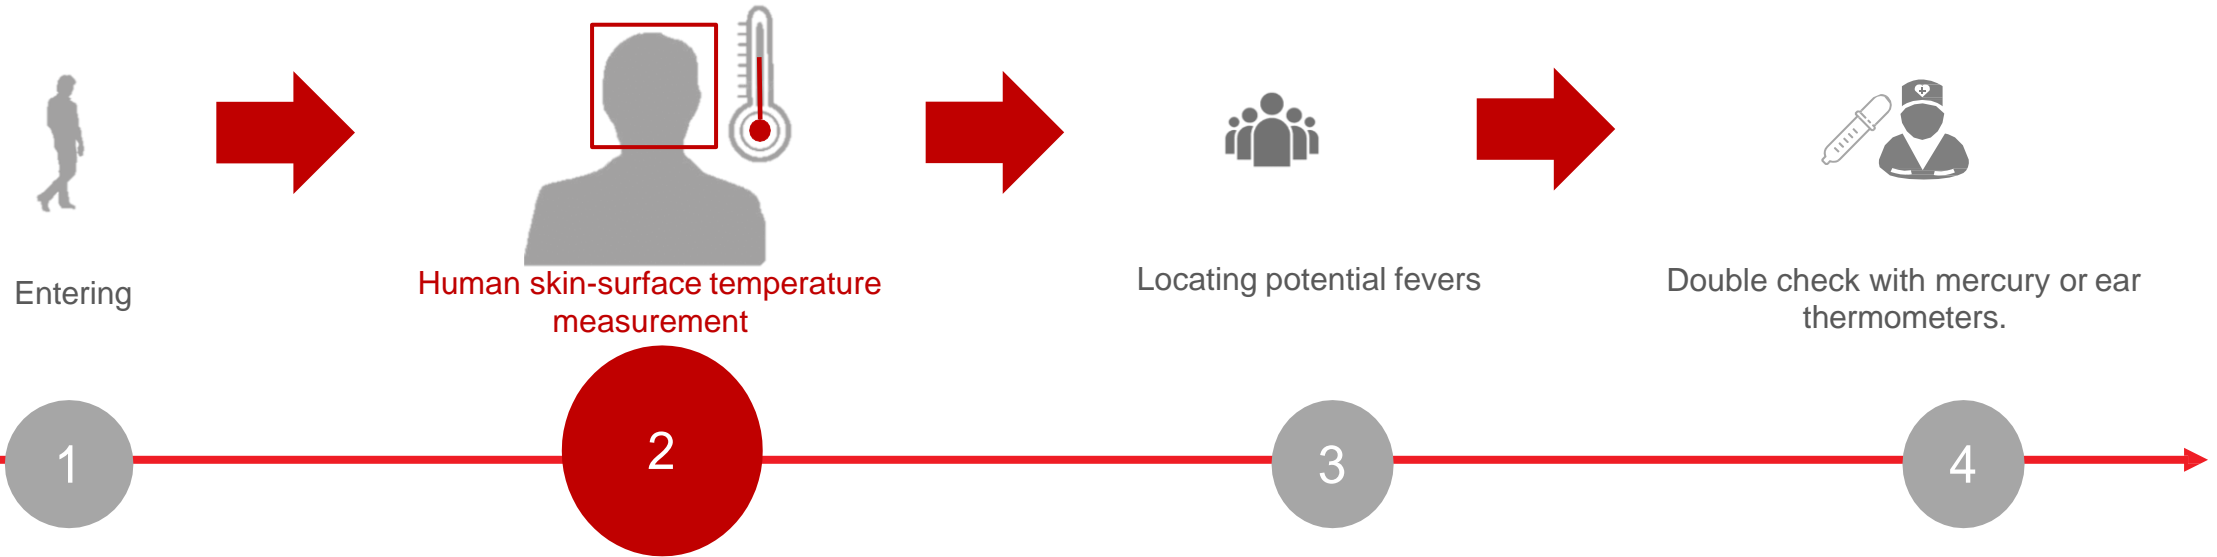 Entering
Human skin-surface temperature
measurement
Locating potential fevers
Double check with mercury or ear
thermometers.
1
2
3
4